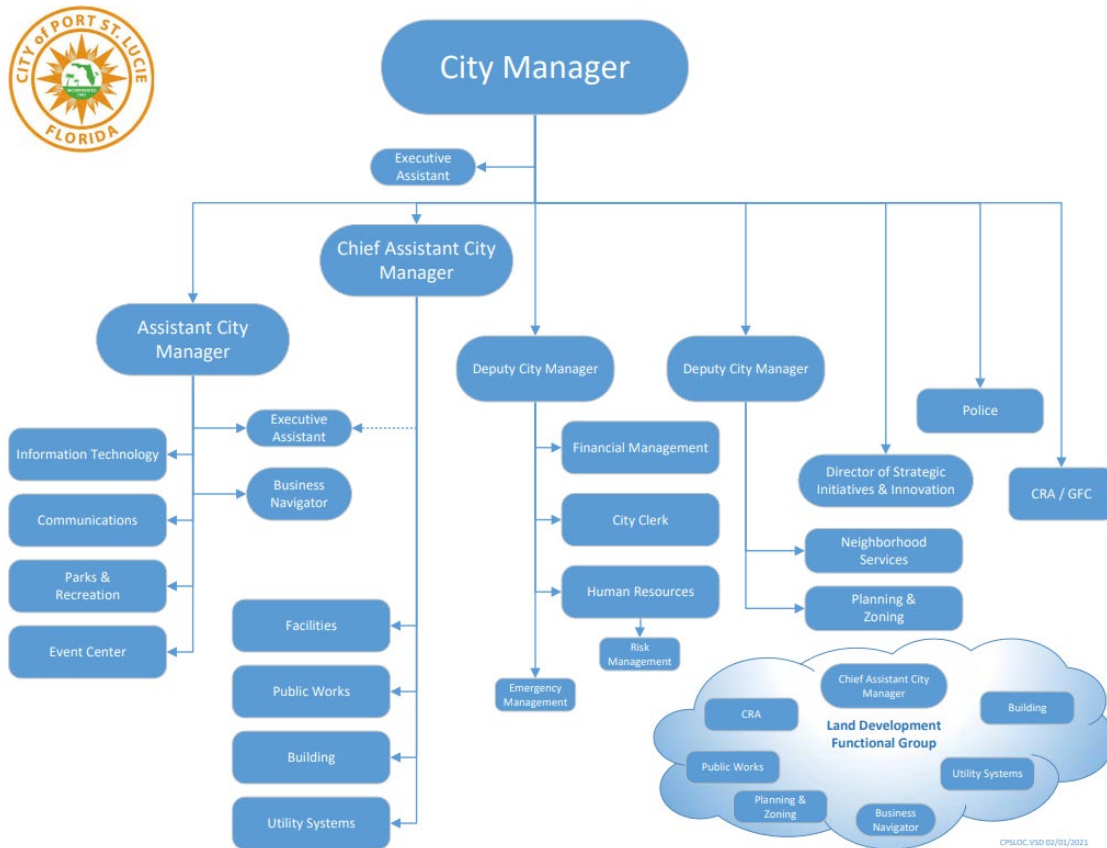 CITY of PORT ST. LUCIE
INCORPORATED
1961
FLORIDA
City Manager
Executive
Assistant
Chief Assistant City
Manager
Assistant City
Manager
Deputy City Manager
Deputy City Manager
Police
Executive
Assistant
Information Technology
Financial Management
Director of Strategic
Initiatives & Innovation
CRA / GFC
Business
Navigator
Communications
City Clerk
Neighborhood
Services
Parks &
Recreation
Human Resources
Planning &
Zoning
Facilities
Event Center
Risk
Management
Emergency
Management
Public Works
Building
Utility Systems
Chief Assistant City
Manager
CRA
Building
Land Development
Functional Group
Public Works
Utility Systems
Planning &
Zoning
Business
Navigator
CPSLOC.VSD 02/01/2021